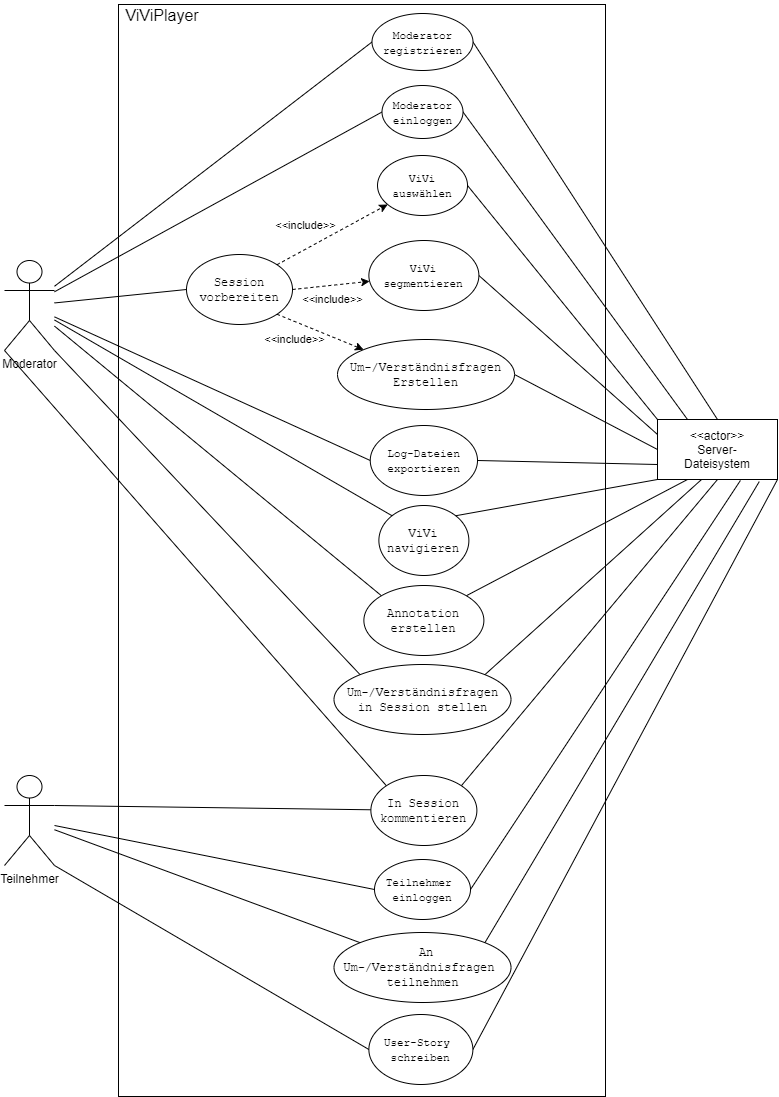 ViViPlayer
Moderator
registrieren
Moderator
einloggen
ViVi
auswählen
<<include>>
ViVi
segmentieren
Session
vorbereiten
<<include>>
<<include>>
Um-/Verständnisfragen
Erstellen
Moderator
<<actor>>
Server-
Dateisystem
Log-Dateien
exportieren
ViVi
navigieren
Annotation
erstellen
Um-/Verständnisfragen
in Session stellen
In Session
kommentieren
Teilnehmer
Teilnehmer
einloggen
An
Um-/Verständnisfragen
teilnehmen
User-Story
schreiben